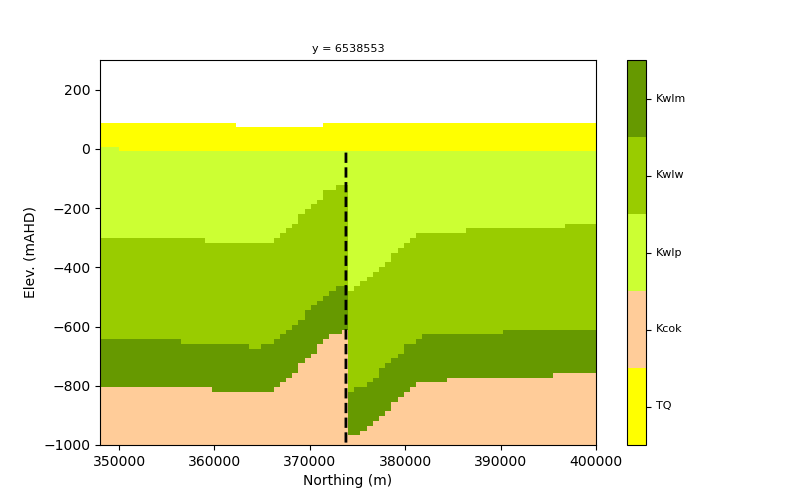 y = 6538553
200
0
−200
−400
−600
−800
−1000
Elev. (mAHD)
350000 360000 370000 380000 390000 400000
Northing (m)
Kwlm
Kwlw
Kwlp
Kcok
TQ